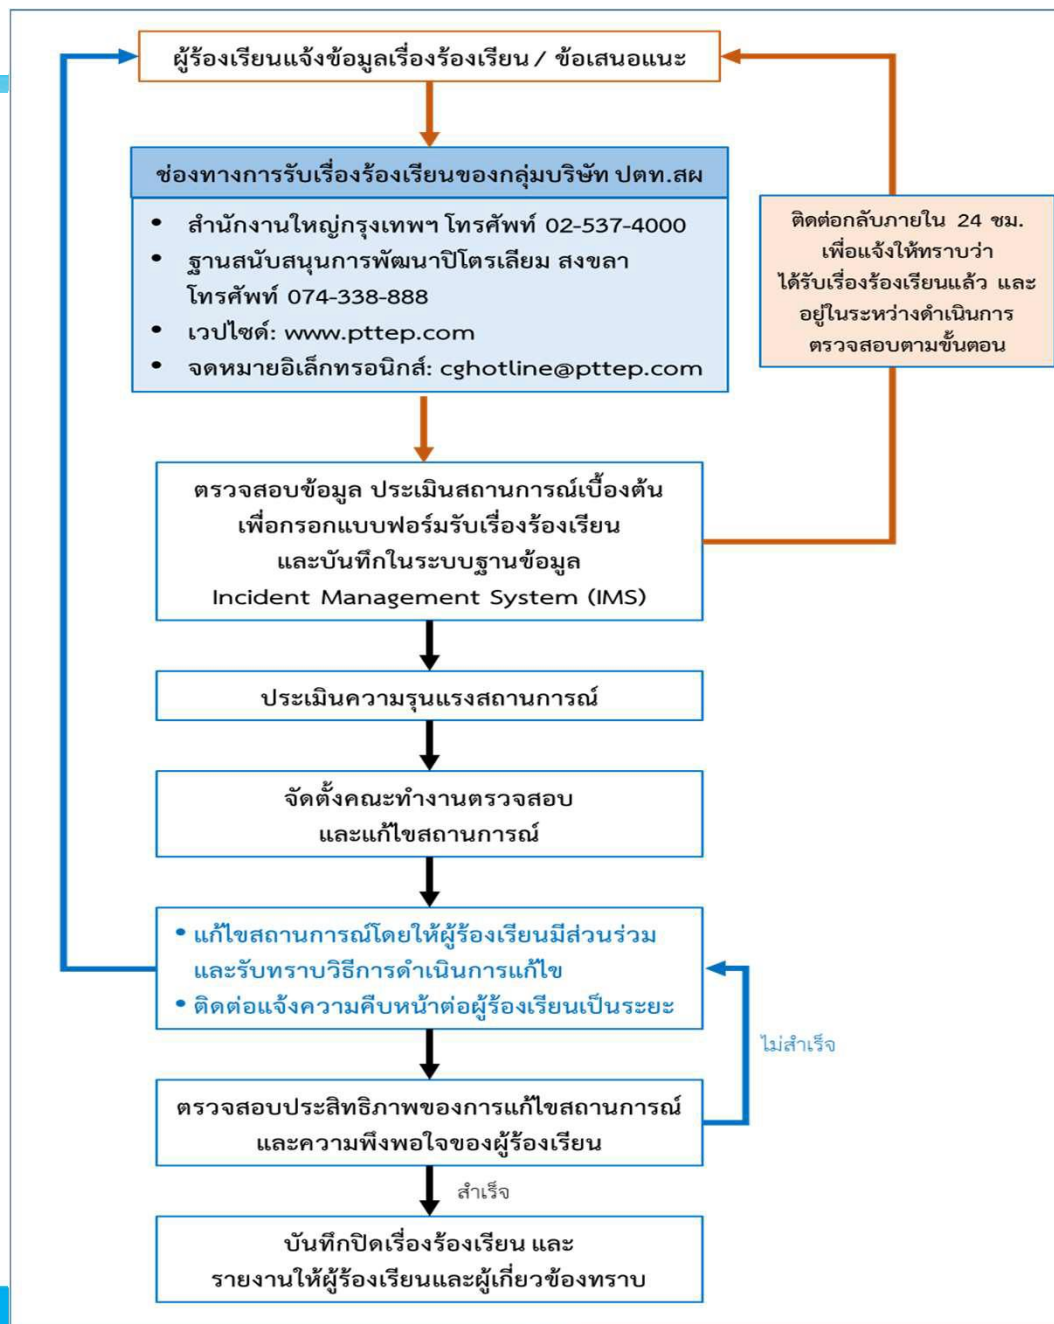 ผู้ร้องเรียนแจ้งข้อมูลเรื่องร้องเรียน / ข้อเสนอแนะ
ช่องทางการรับเรื่องร้องเรียนของกลุ่มบริษัท ปตท.สผ
• สำนักงานใหญ่กรุงเทพฯ โทรศัพท์ 02-537-4000
• ฐานสนับสนุนการพัฒนาปิโตรเลียม สงขลา
โทรศัพท์ 074-338-888
• เวปไซด์: www.pttep.com
• จดหมายอิเล็กทรอนิกส์: cghotline@pttep.com
ติดต่อกลับภายใน 24 ชม.
เพื่อแจ้งให้ทราบว่า
ได้รับเรื่องร้องเรียนแล้ว และ
อยู่ในระหว่างดำเนินการ
ตรวจสอบตามขั้นตอน
ตรวจสอบข้อมูล ประเมินสถานการณ์เบื้องต้น
เพื่อกรอกแบบฟอร์มรับเรื่องร้องเรียน
และบันทึกในระบบฐานข้อมูล
Incident Management System (IMS)
ประเมินความรุนแรงสถานการณ์
จัดตั้งคณะทำงานตรวจสอบ
และแก้ไขสถานการณ์
• แก้ไขสถานการณ์โดยให้ผู้ร้องเรียนมีส่วนร่วม
และรับทราบวิธีการดำเนินการแก้ไข
• ติดต่อแจ้งความคืบหน้าต่อผู้ร้องเรียนเป็นระยะ
ไม่สำเร็จ
ตรวจสอบประสิทธิภาพของการแก้ไขสถานการณ์
และความพึงพอใจของผู้ร้องเรียน
สำเร็จ
บันทึกปิดเรื่องร้องเรียน และ
รายงานให้ผู้ร้องเรียนและผู้เกี่ยวข้องทราบ